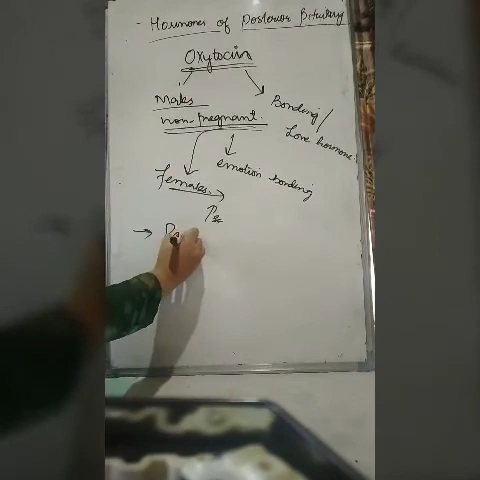 - Hormones of Posterior Pituitary
Oxytocin
Males
non-pregnant.
Bonding/
Love hormone.
emotion bonding
Females